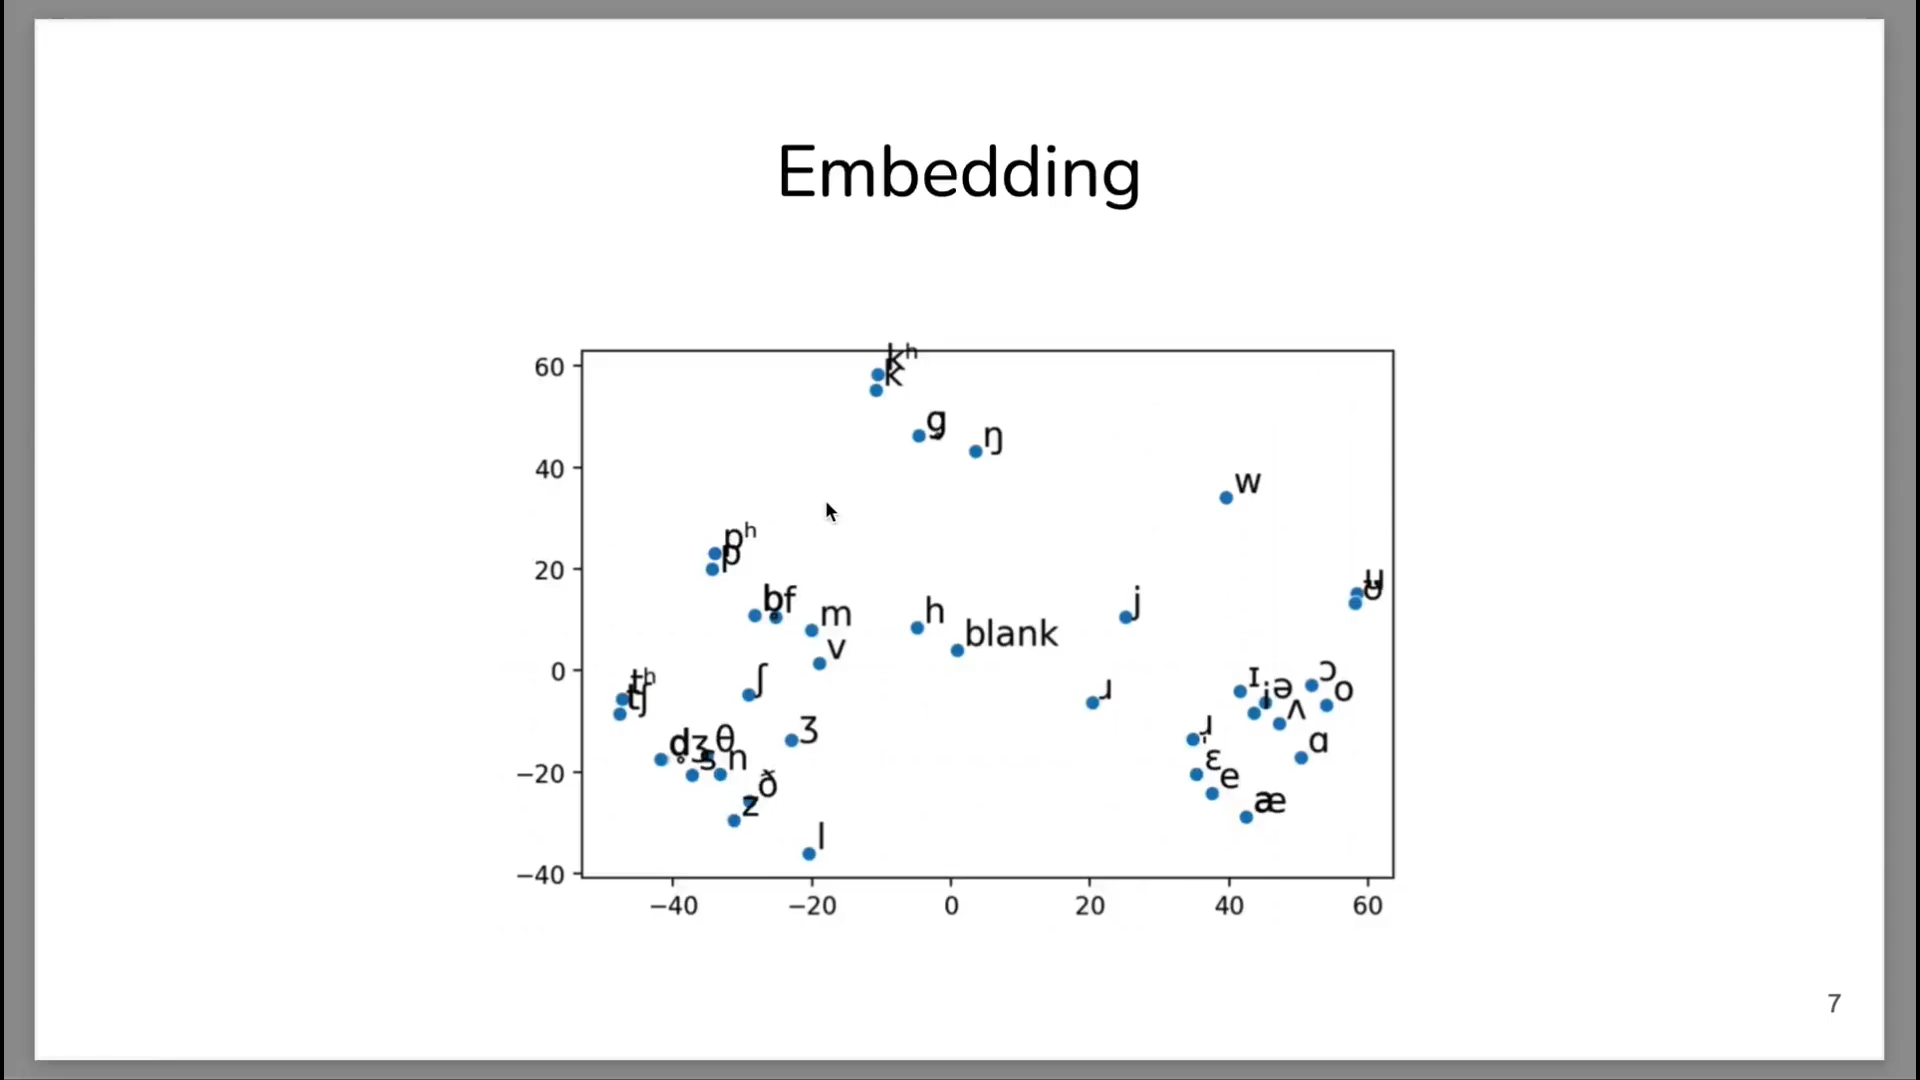 Embedding
60
kʰ
k
g
ŋ
40
w
pʰ
p
20
b f
m
v
h
blank
j
ʉ
ʊ
0
tʰ
tʃ
ʃ
ʒ
ɹ
ɪ
i
ə
ʌ
ɔ
o
ɑ
dʒ
θ
s
n
ð
z
ɹ̩
ɛ
e
æ
−20
l
−40
−40 −20 0 20 40 60
7